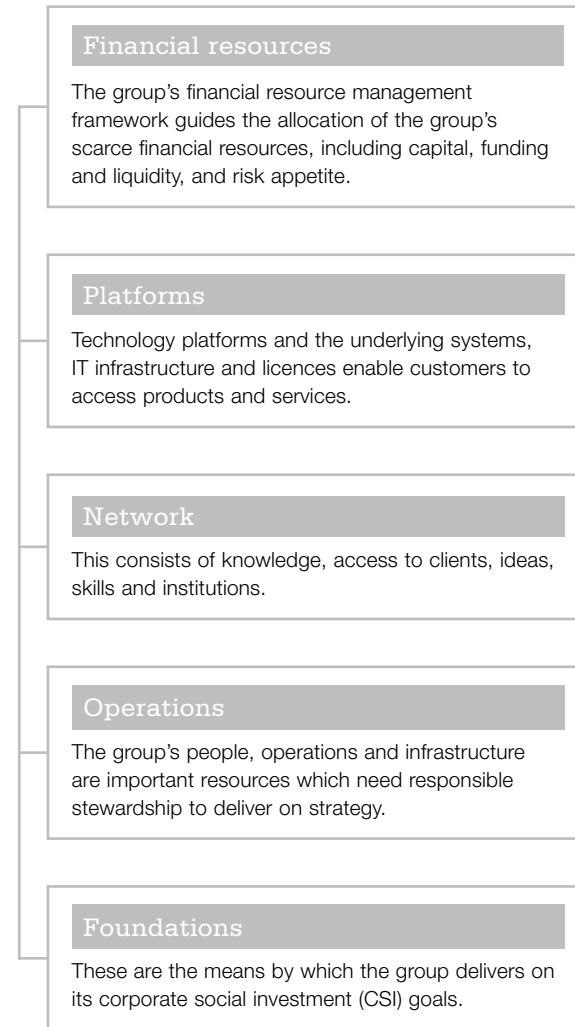 Financial resources
The group’s financial resource management
framework guides the allocation of the group’s
scarce financial resources, including capital, funding
and liquidity, and risk appetite.
Platforms
Technology platforms and the underlying systems,
IT infrastructure and licences enable customers to
access products and services.
Network
This consists of knowledge, access to clients, ideas,
skills and institutions.
Operations
The group’s people, operations and infrastructure
are important resources which need responsible
stewardship to deliver on strategy.
Foundations
These are the means by which the group delivers on
its corporate social investment (CSI) goals.